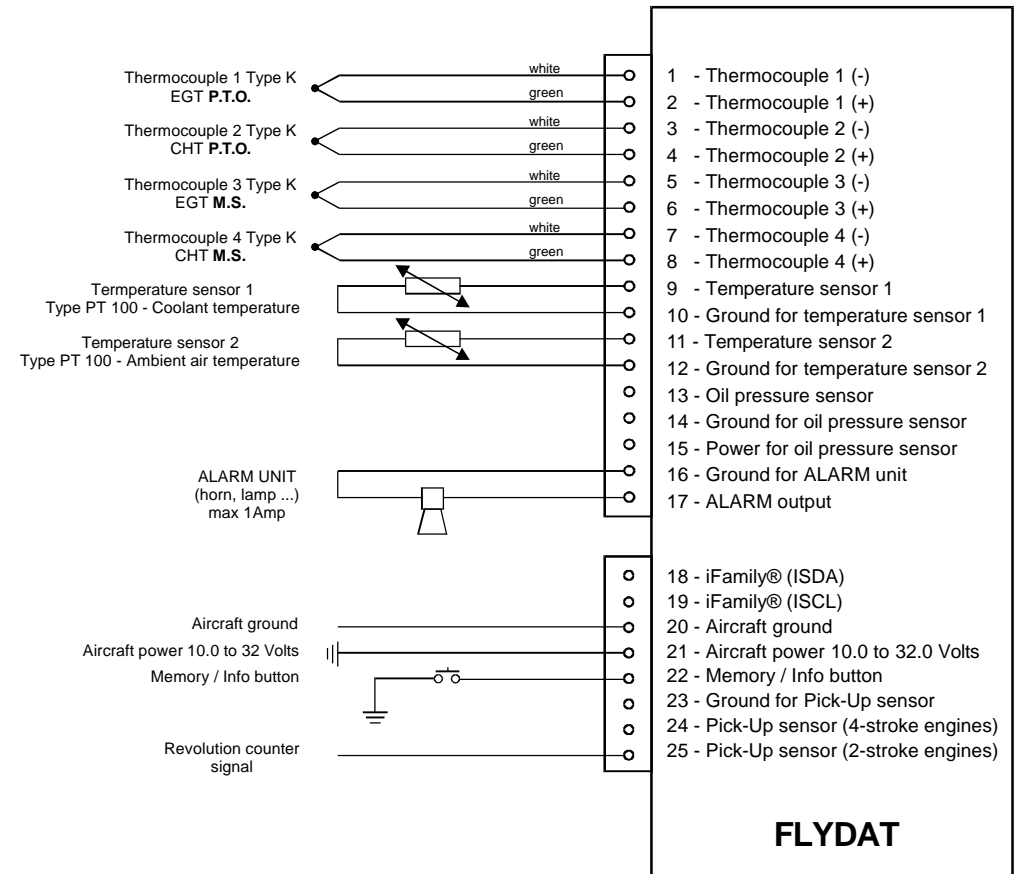 Thermocouple 1 Type K
EGT P.T.O.
white
green
Thermocouple 2 Type K
CHT P.T.O.
white
green
Thermocouple 3 Type K
EGT M.S.
white
green
Thermocouple 4 Type K
CHT M.S.
white
green
Termperature sensor 1
Type PT 100 - Coolant temperature
Temperature sensor 2
Type PT 100 - Ambient air temperature
ALARM UNIT
(horn, lamp ...)
max 1Amp
1 - Thermocouple 1 (-)
2 - Thermocouple 1 (+)
3 - Thermocouple 2 (-)
4 - Thermocouple 2 (+)
5 - Thermocouple 3 (-)
6 - Thermocouple 3 (+)
7 - Thermocouple 4 (-)
8 - Thermocouple 4 (+)
9 - Temperature sensor 1
10 - Ground for temperature sensor 1
11 - Temperature sensor 2
12 - Ground for temperature sensor 2
13 - Oil pressure sensor
14 - Ground for oil pressure sensor
15 - Power for oil pressure sensor
16 - Ground for ALARM unit
17 - ALARM output
Aircraft ground
Aircraft power 10.0 to 32 Volts
Memory / Info button
Revolution counter
signal
18 - iFamily® (ISDA)
19 - iFamily® (ISCL)
20 - Aircraft ground
21 - Aircraft power 10.0 to 32.0 Volts
22 - Memory / Info button
23 - Ground for Pick-Up sensor
24 - Pick-Up sensor (4-stroke engines)
25 - Pick-Up sensor (2-stroke engines)
FLYDAT